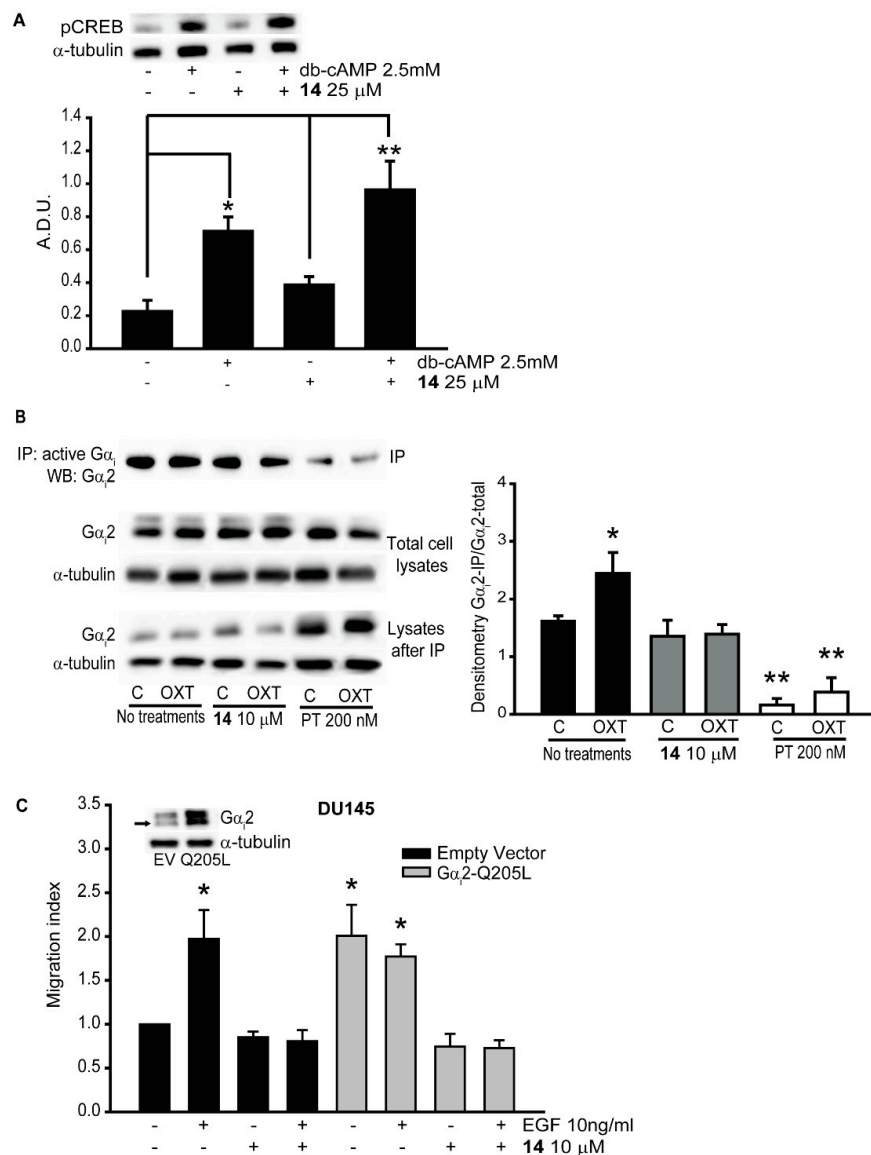 A
pCREB
α-tubulin
- + - + db-cAMP 2.5mM
- - + + 14 25 μM
1.4
1.2
1.0
0.8
0.6
0.4
0.2
0.0
A.D.U.
*
**
- + - + db-cAMP 2.5mM
- - + + 14 25 μM
B
IP: active Gαi
WB: Gαi2
IP
Gαi2
α-tubulin
Total cell
lysates
Gαi2
α-tubulin
Lysates
after IP
C OXT C OXT C OXT
No treatments 14 10 μM PT 200 nM
Densitometry Gαi2-IP/Gαi2-total
4
3
2
1
0
*
** **
C OXT C OXT C OXT
No treatments 14 10 μM PT 200 nM
C
DU145
Gαi2
α-tubulin
EV Q205L
Empty Vector
Gαi2-Q205L
Migration index
3.5
3.0
2.5
2.0
1.5
1.0
0.5
0.0
* * *
- + - + - + - + EGF 10ng/ml
- - + + - - + + 14 10 μM